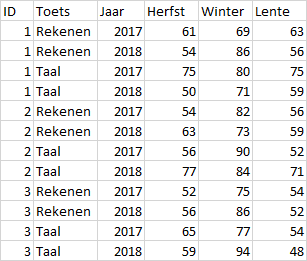 ID Toets Jaar Herfst Winter Lente
1 Rekenen 2017 61 69 63
1 Rekenen 2018 54 86 56
1 Taal 2017 75 80 75
1 Taal 2018 50 71 59
2 Rekenen 2017 54 82 56
2 Rekenen 2018 63 73 59
2 Taal 2017 56 90 52
2 Taal 2018 77 84 71
3 Rekenen 2017 52 75 54
3 Rekenen 2018 56 86 52
3 Taal 2017 65 77 54
3 Taal 2018 59 94 48